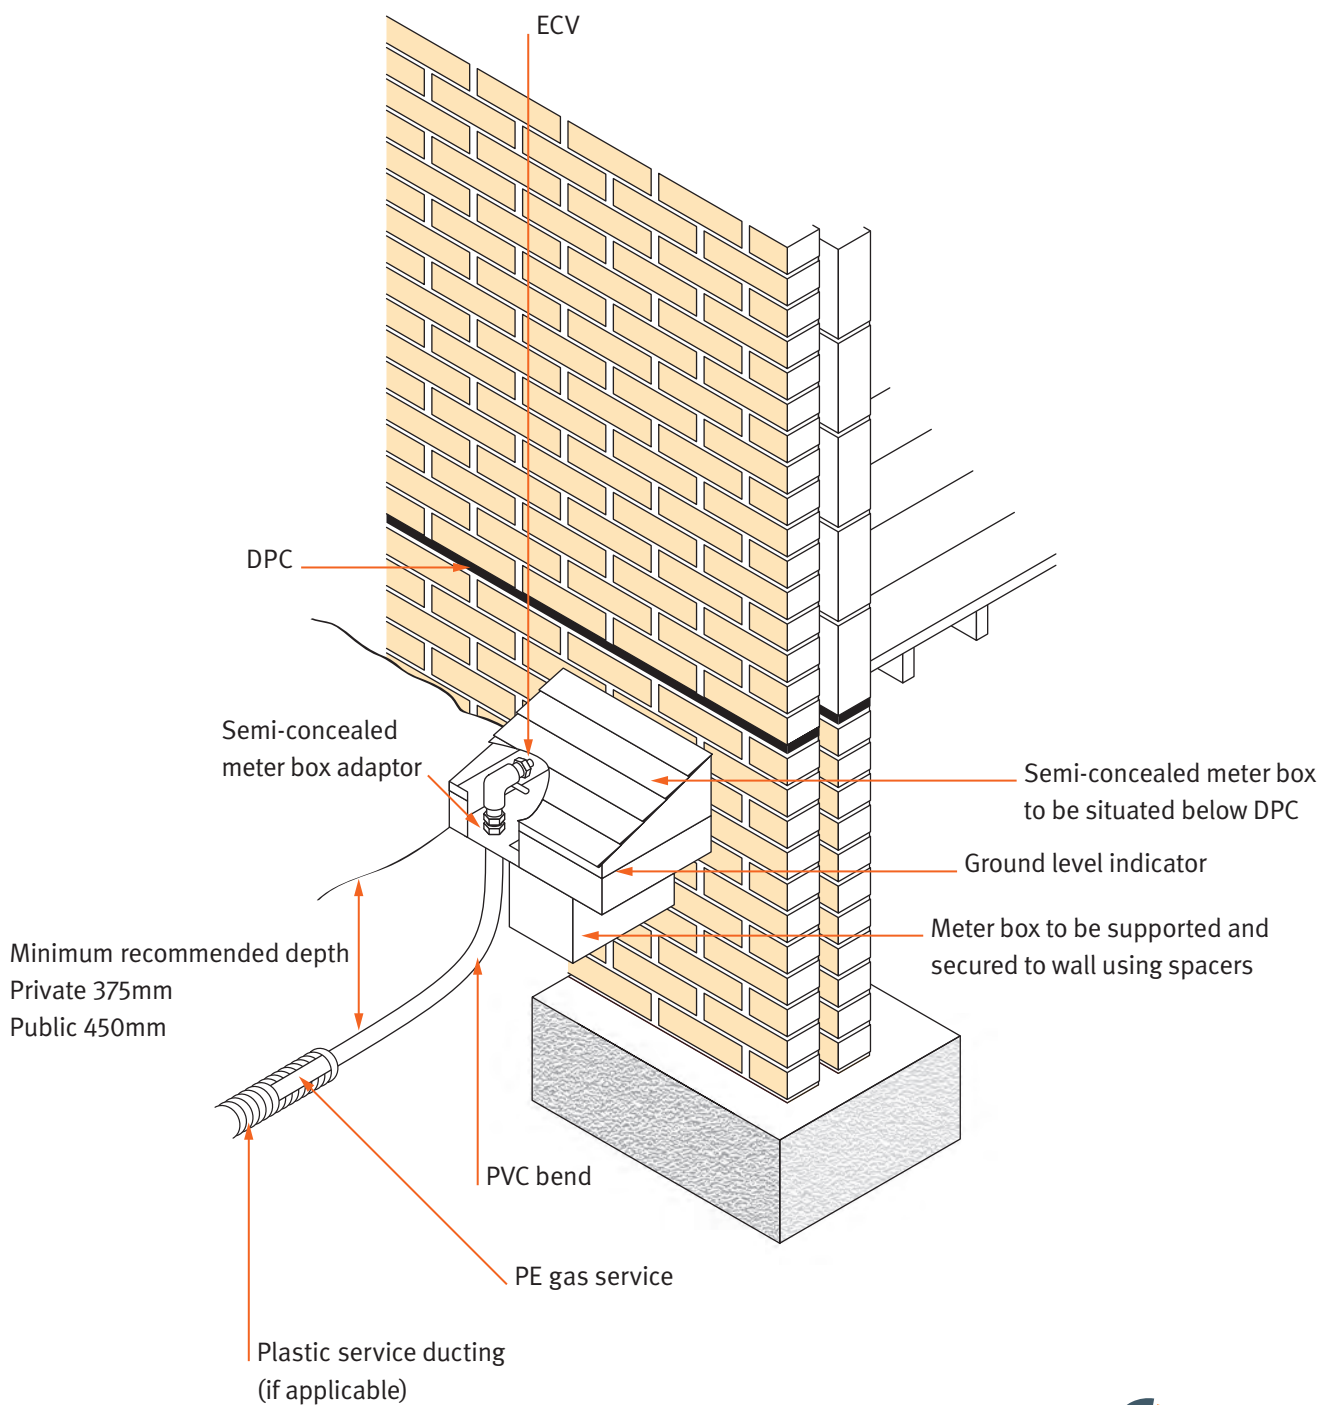 ECV
DPC
Semi-concealed
meter box adaptor
Semi-concealed meter box
to be situated below DPC
Ground level indicator
Meter box to be supported and
secured to wall using spacers
Minimum recommended depth
Private 375mm
Public 450mm
PVC bend
PE gas service
Plastic service ducting
(if applicable)